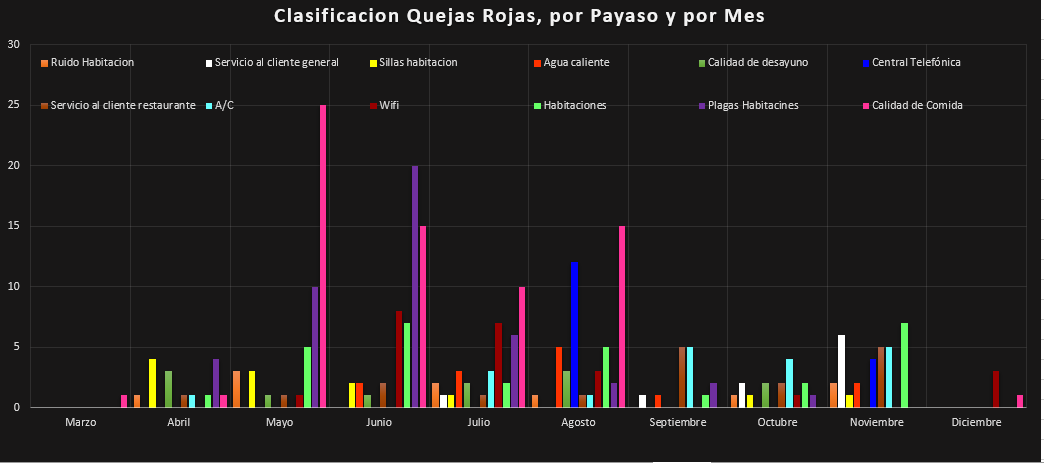 Clasificacion Quejas Rojas, por Payaso y por Mes
30
Ruido Habitacion Servicio al cliente general Sillas habitacion Agua caliente Calidad de desayuno Central Telefónica
25
Servicio al cliente restaurante A/C Wifi Habitaciones Plagas Habitacines Calidad de Comida
20
15
10
5
0
Marzo Abril Mayo Junio Julio Agosto Septiembre Octubre Noviembre Diciembre